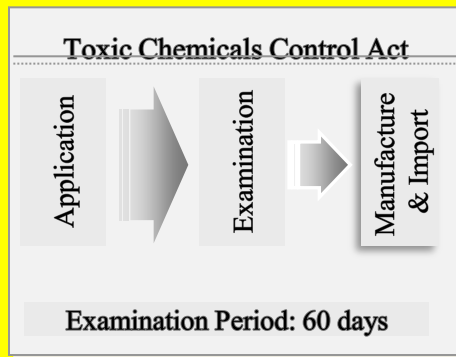 Toxic Chemicals Control Act
Application
Examination
Manufacture
& Import
Examination Period: 60 days